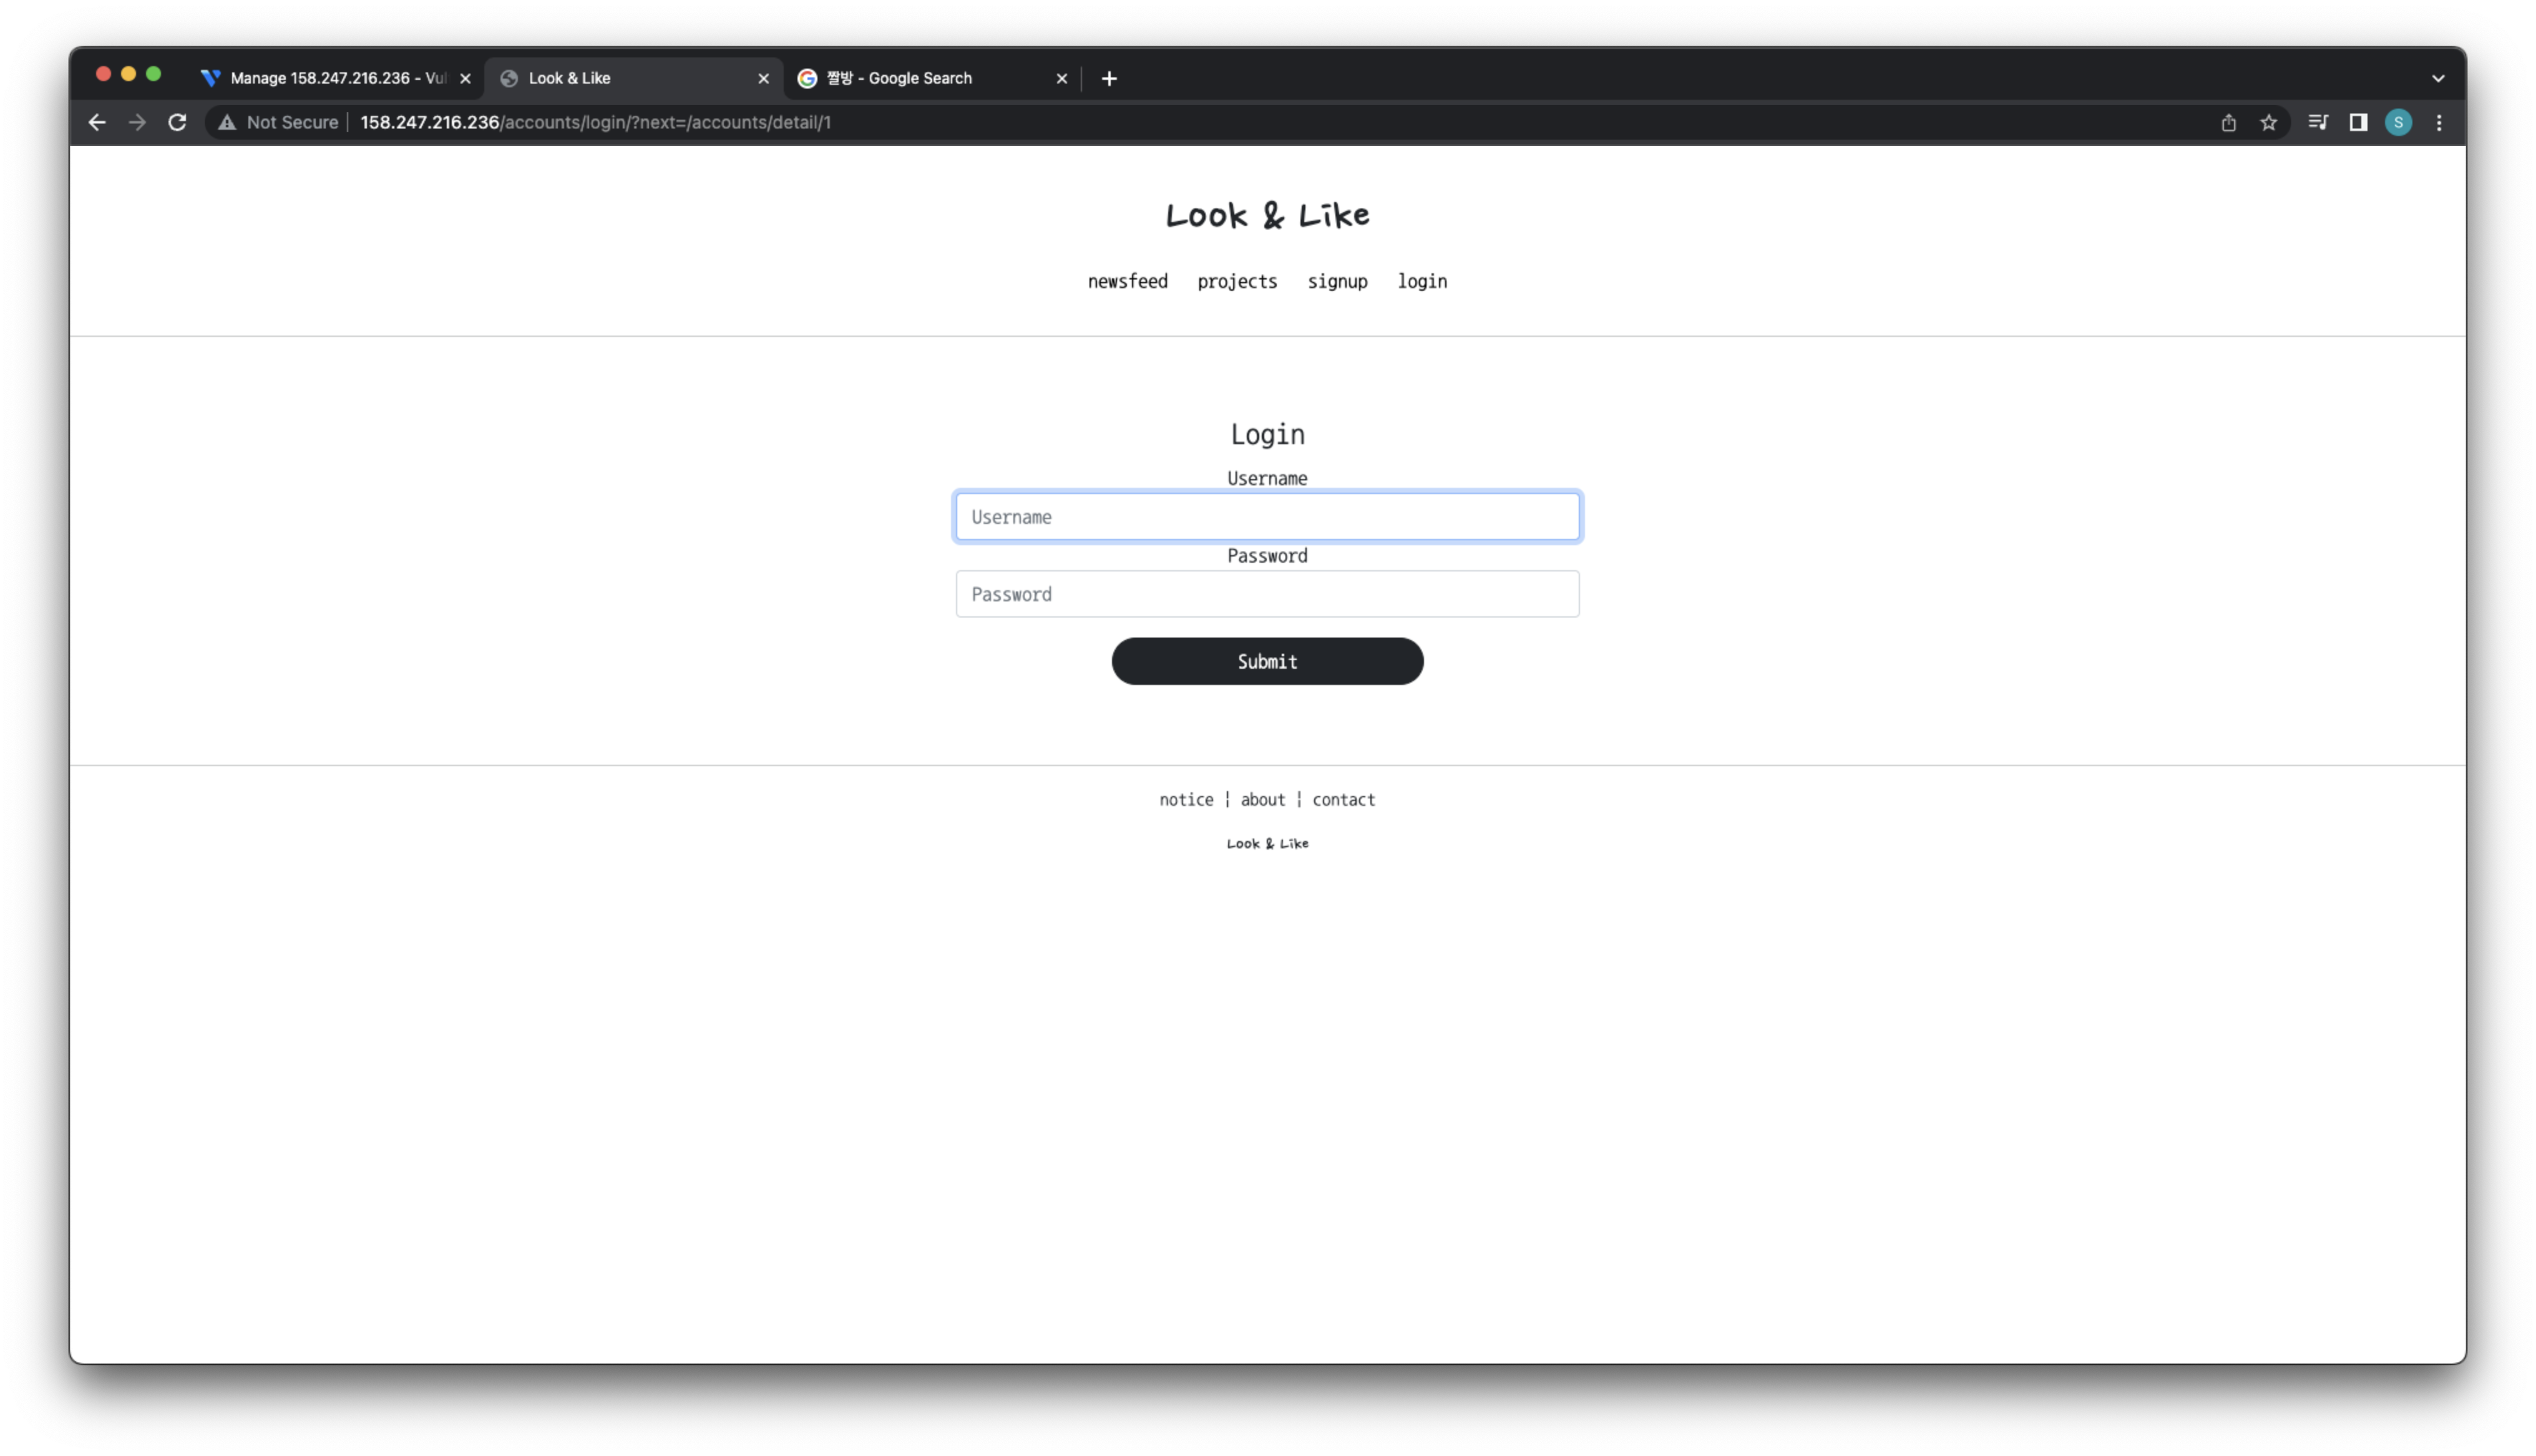 Manage 158.247.216.236 - Vul
Look & Like
짤방 - Google Search
Not Secure
158.247.216.236/accounts/login/?next=/accounts/detail/1
S
Look & Like
newsfeed projects signup login
Login
Username
Username
Password
Password
Submit
notice ¦ about ¦ contact
Look & Like